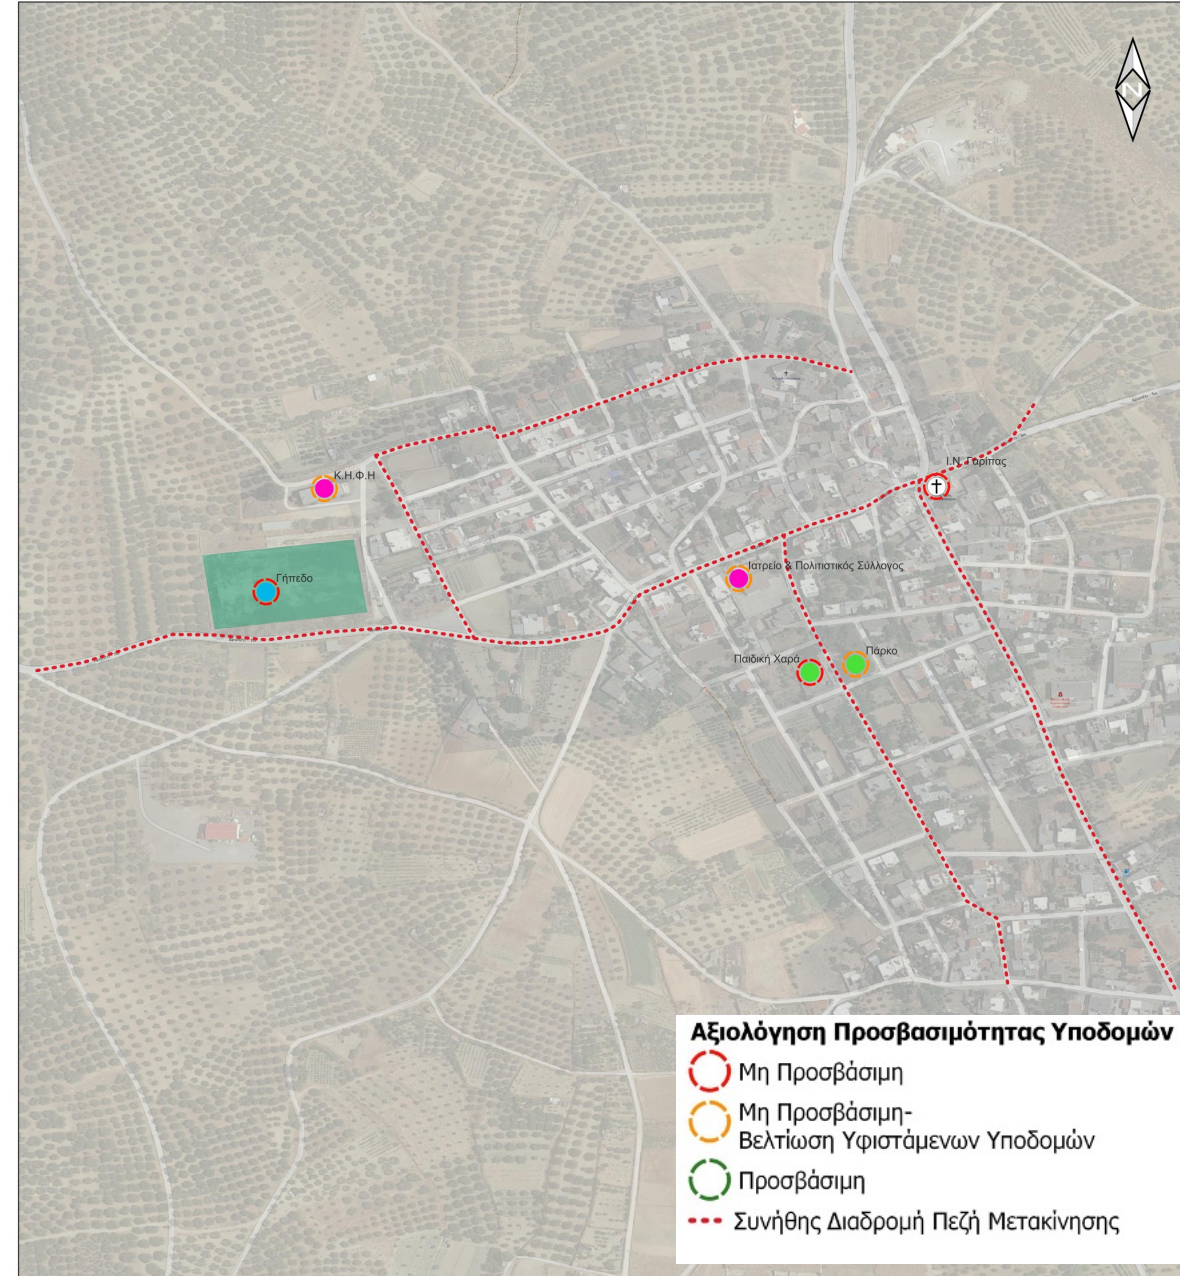 N
Ι.Ν. Γαρίπας
Κ.Η.Φ.Η
Ιατρείο & Πολιτιστικός Σύλλογος
Γήπεδο
Πάρκο
Παιδική Χαρά
Αξιολόγηση Προσβασιμότητας Υποδομών
Μη Προσβάσιμη
Μη Προσβάσιμη-
Βελτίωση Υφιστάμενων Υποδομών
Προσβάσιμη
Συνήθης Διαδρομή Πεζή Μετακίνησης